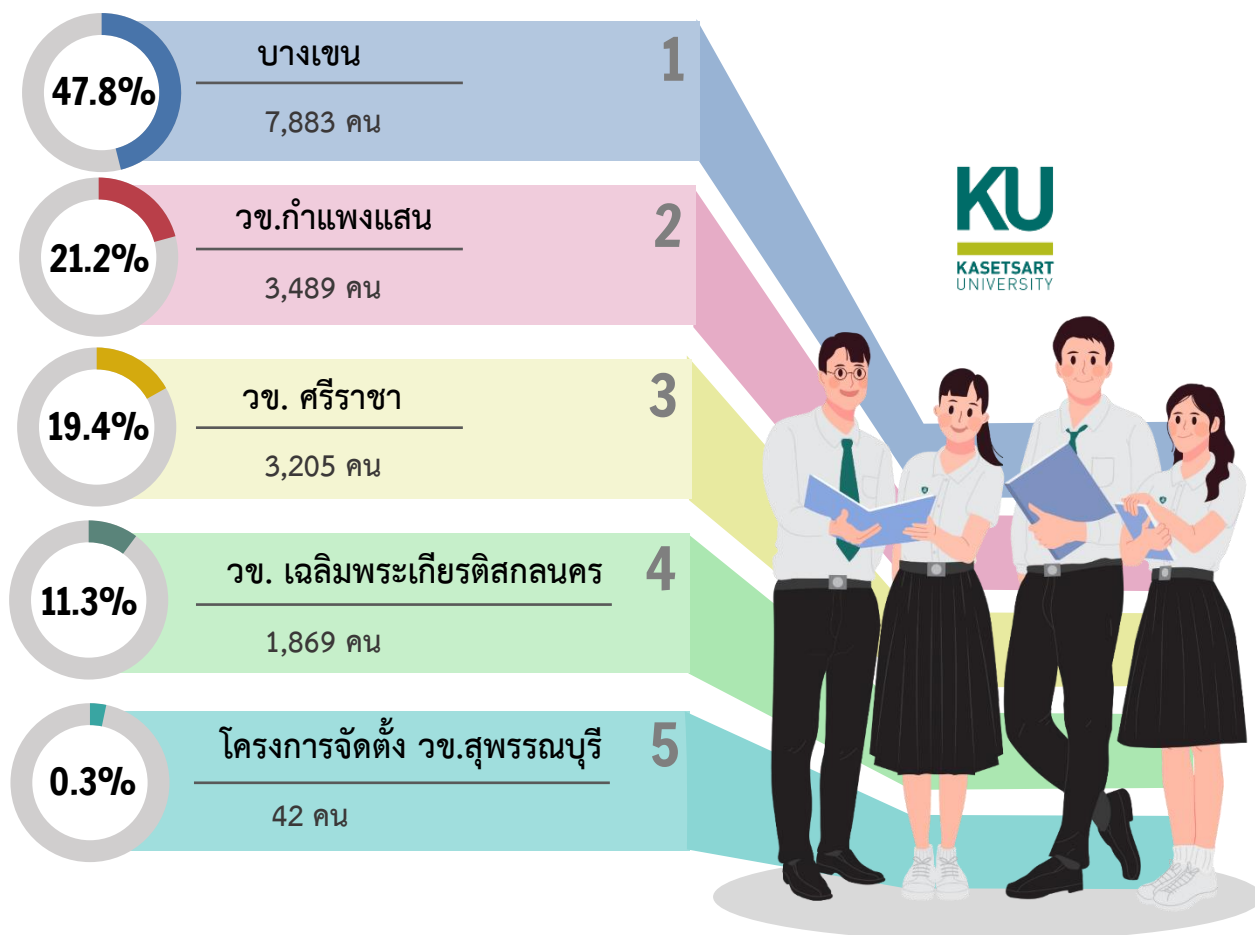 47.8%
บางเขน
7,883 คน
1
21.2%
วข.กำแพงแสน
3,489 คน
2
19.4%
วข. ศรีราชา
3,205 คน
3
11.3%
วข. เฉลิมพระเกียรติสกลนคร
1,869 คน
4
0.3%
โครงการจัดตั้ง วข.สุพรรณบุรี
42 คน
5
KU
KASETSART
UNIVERSITY